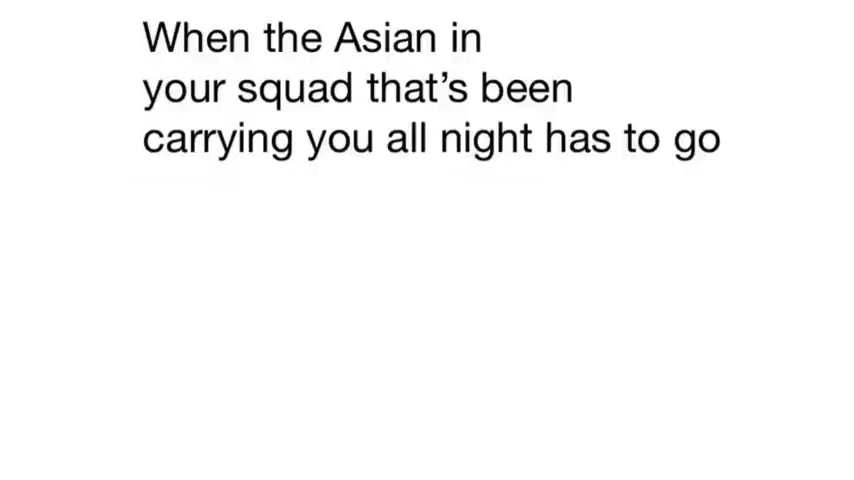 When the Asian in
your squad that’s been
carrying you all night has to go